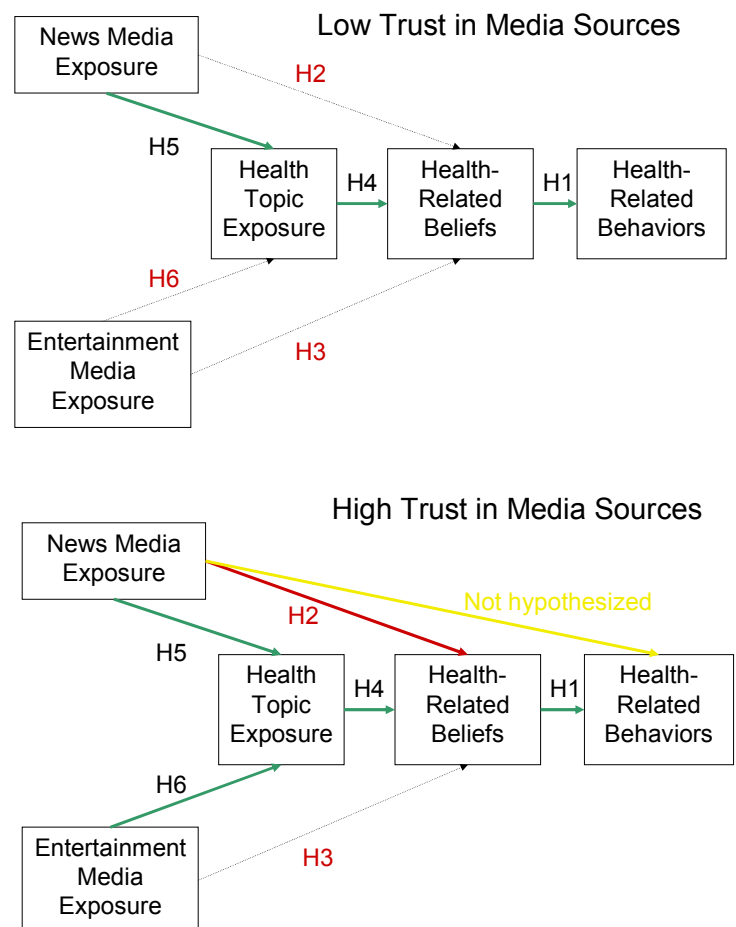 Low Trust in Media Sources
News Media
Exposure
H2
H5
Health
Topic
Exposure
H4
Health-
Related
Beliefs
H1
Health-
Related
Behaviors
H6
Entertainment
Media
Exposure
H3
High Trust in Media Sources
News Media
Exposure
Not hypothesized
H2
H5
Health
Topic
Exposure
H4
Health-
Related
Beliefs
H1
Health-
Related
Behaviors
H6
Entertainment
Media
Exposure
H3